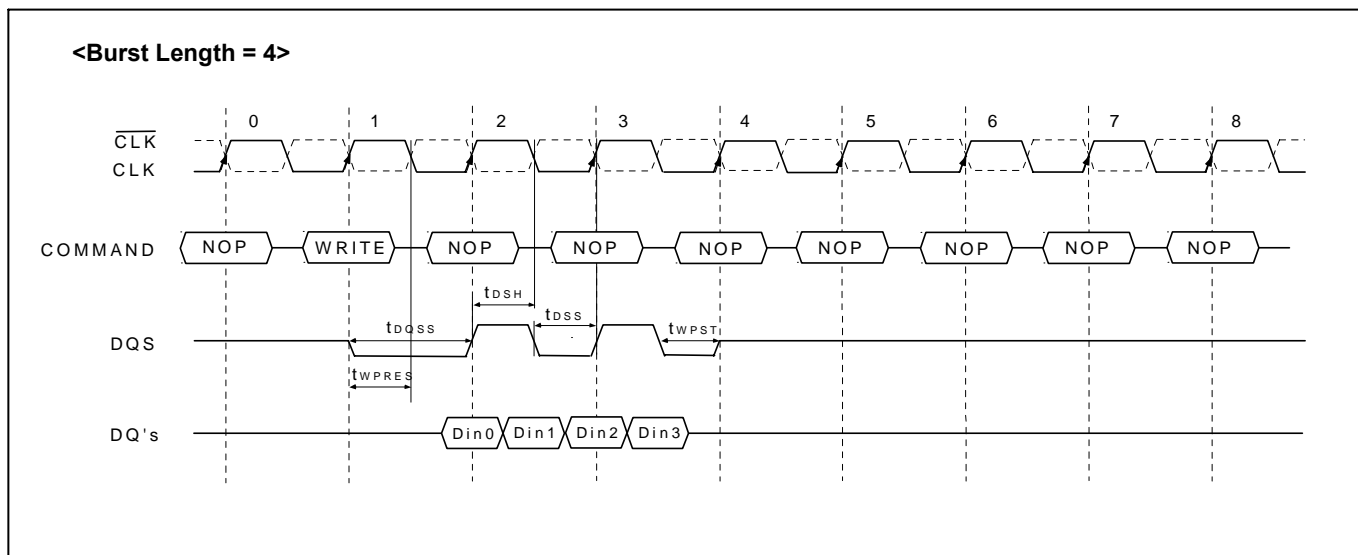 <Burst Length = 4>
0 1 2 3 4 5 6 7 8
CLK
CLK
COMMAND NOP WRITE NOP NOP NOP NOP NOP NOP NOP
tDSH
tDQSS tDSS tWPST
DQS
tWPRES
DQ's Din0 Din1 Din2 Din3